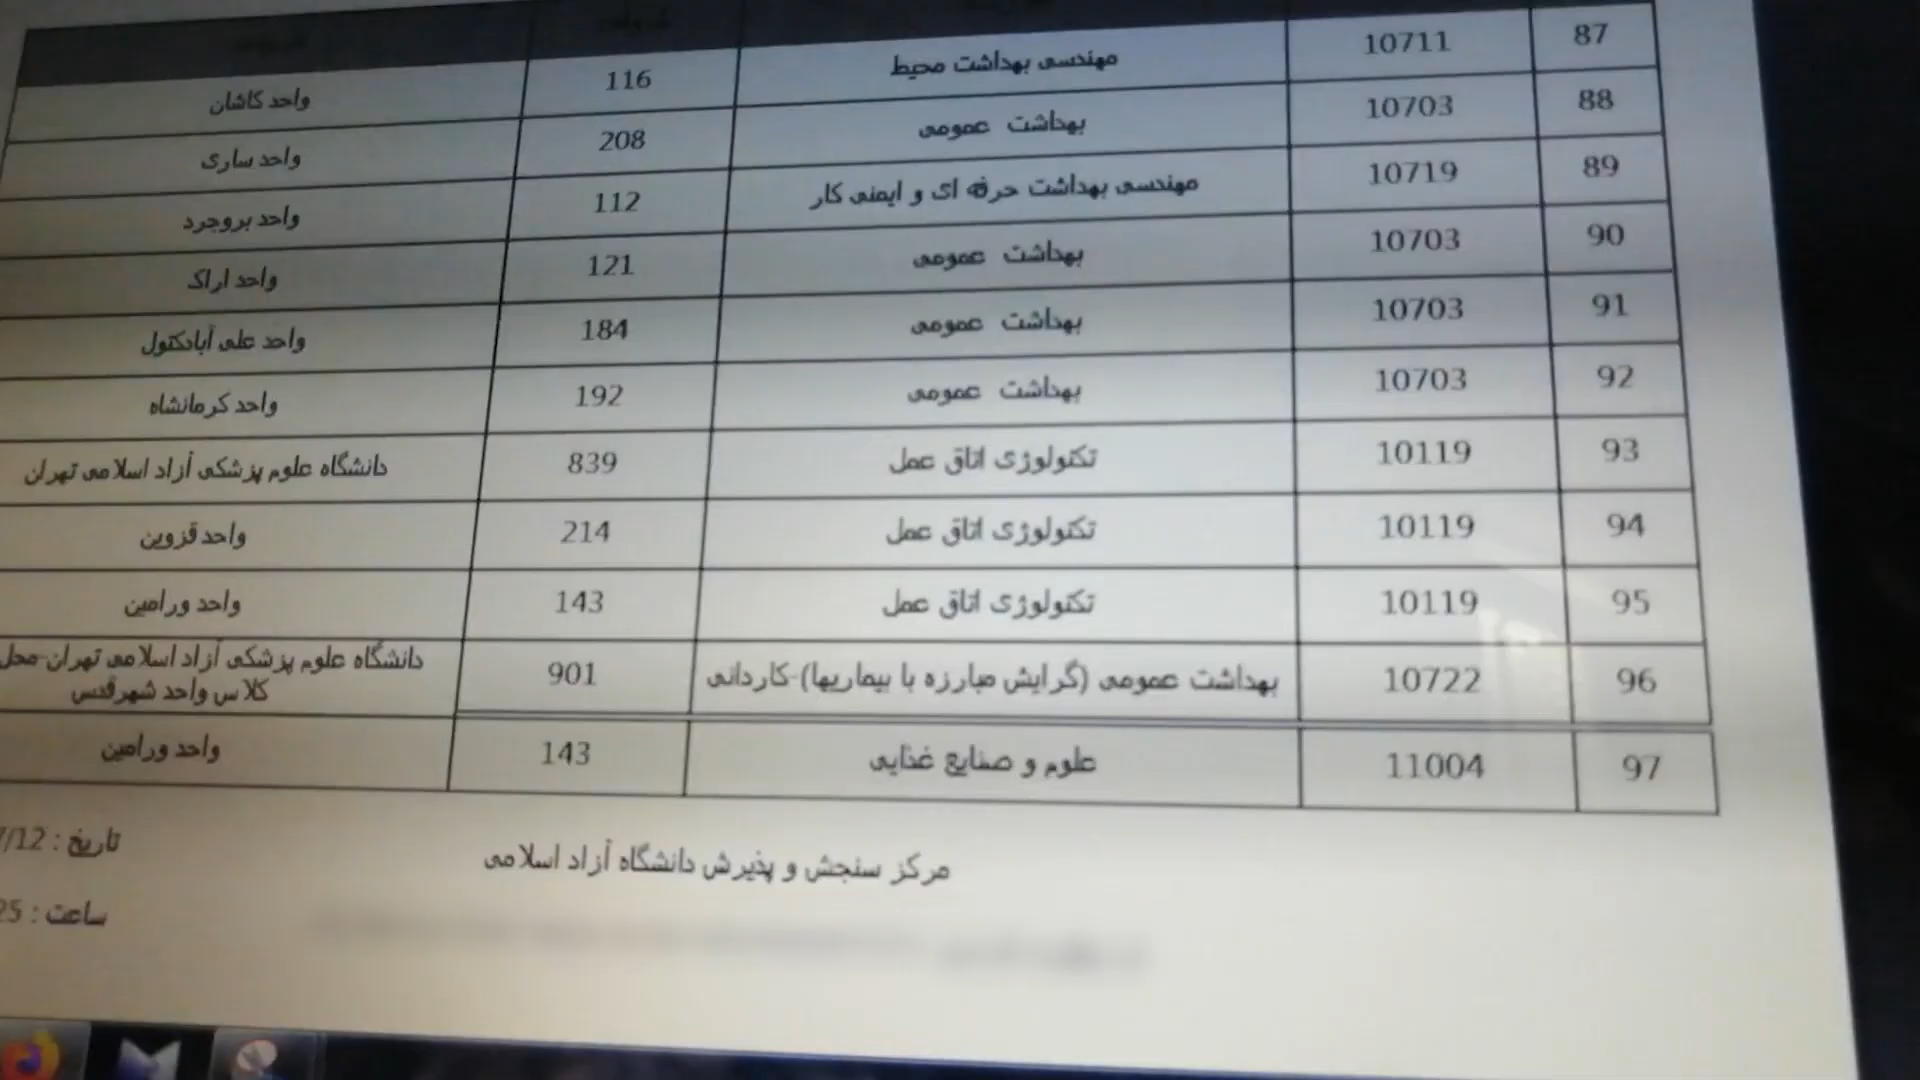 87 10711 مهندسی بهداشت محیط 116 واحد کاشان
88 10703 بهداشت عمومی 208 واحد ساری
89 10719 مهندسی بهداشت حرفه ای و ایمنی کار 112 واحد بروجرد
90 10703 بهداشت عمومی 121 واحد اراک
91 10703 بهداشت عمومی 184 واحد علی آبادکتول
92 10703 بهداشت عمومی 192 واحد کرمانشاه
93 10119 تکنولوژی اتاق عمل 839 دانشگاه علوم پزشکی آزاد اسلامی تهران
94 10119 تکنولوژی اتاق عمل 214 واحد قزوین
95 10119 تکنولوژی اتاق عمل 143 واحد ورامین
96 10722 بهداشت عمومی (گرایش مبارزه با بیماریها)-کاردانی 901 دانشگاه علوم پزشکی آزاد اسلامی تهران-محل
کلاس واحد شهرقدس
97 11004 علوم و صنایع غذایی 143 واحد ورامین
مرکز سنجش و پذیرش دانشگاه آزاد اسلامی
تاریخ : 7/12
ساعت : 25